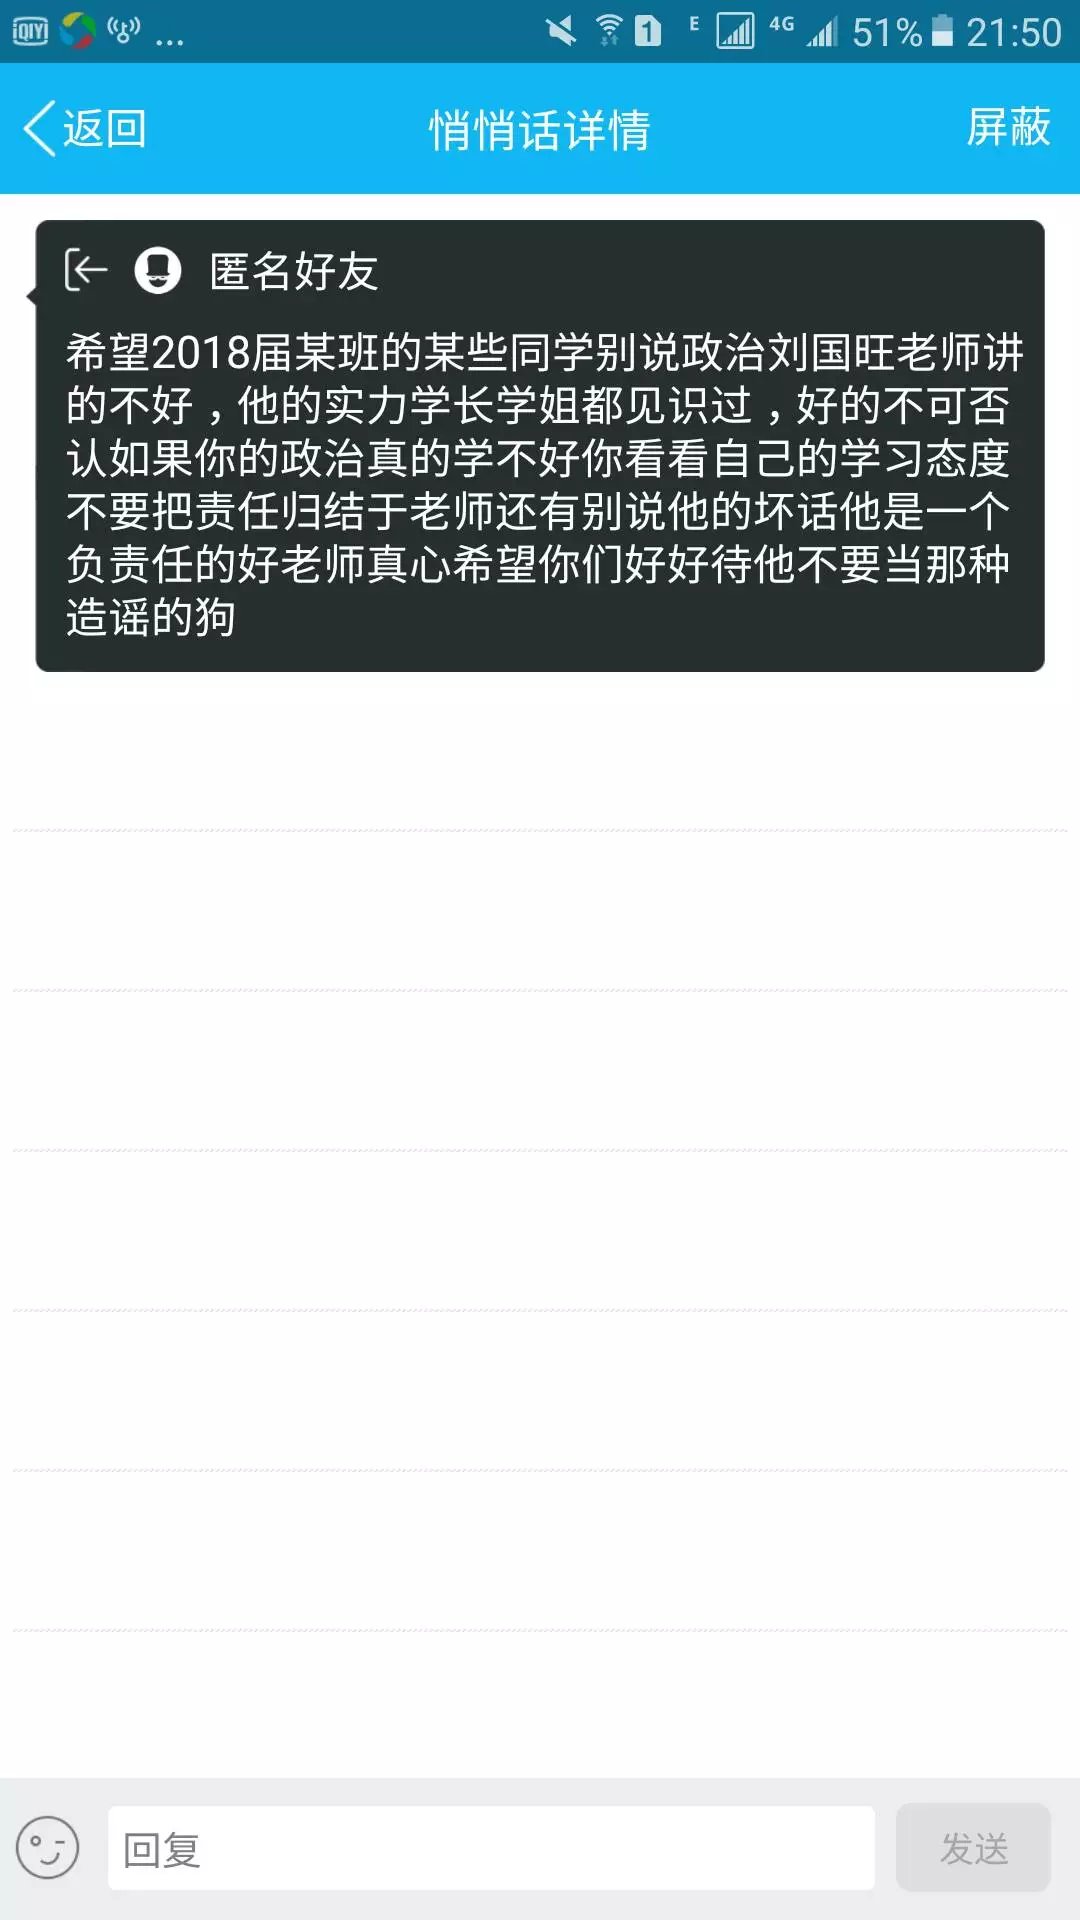 iQIYI
...
1
E
4G
51%
21:50
返回
悄悄话详情
屏蔽
匿名好友
希望2018届某班的某些同学别说政治刘国旺老师讲
的不好，他的实力学长学姐都见识过，好的不可否
认如果你的政治真的学不好你看看自己的学习态度
不要把责任归结于老师还有别说他的坏话他是一个
负责任的好老师真心希望你们好好待他不要当那种
造谣的狗
回复
发送